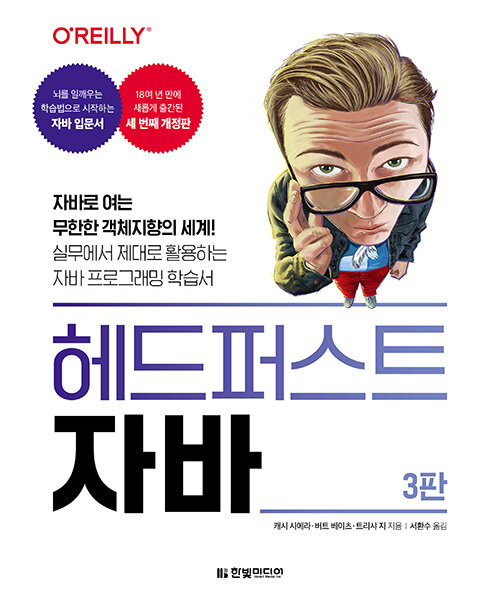 O'REILLY®
뇌를 일깨우는
학습법으로 시작하는
자바 입문서
18여 년 만에
새롭게 출간된
세 번째 개정판
자바로 여는
무한한 객체지향의 세계!
실무에서 제대로 활용하는
자바 프로그래밍 학습서
헤드퍼스트
자바
3판
캐시 시에라·버트 베이츠·트리샤 지 지음 | 서환수 옮김
한빛미디어
Hanbit Media, Inc.